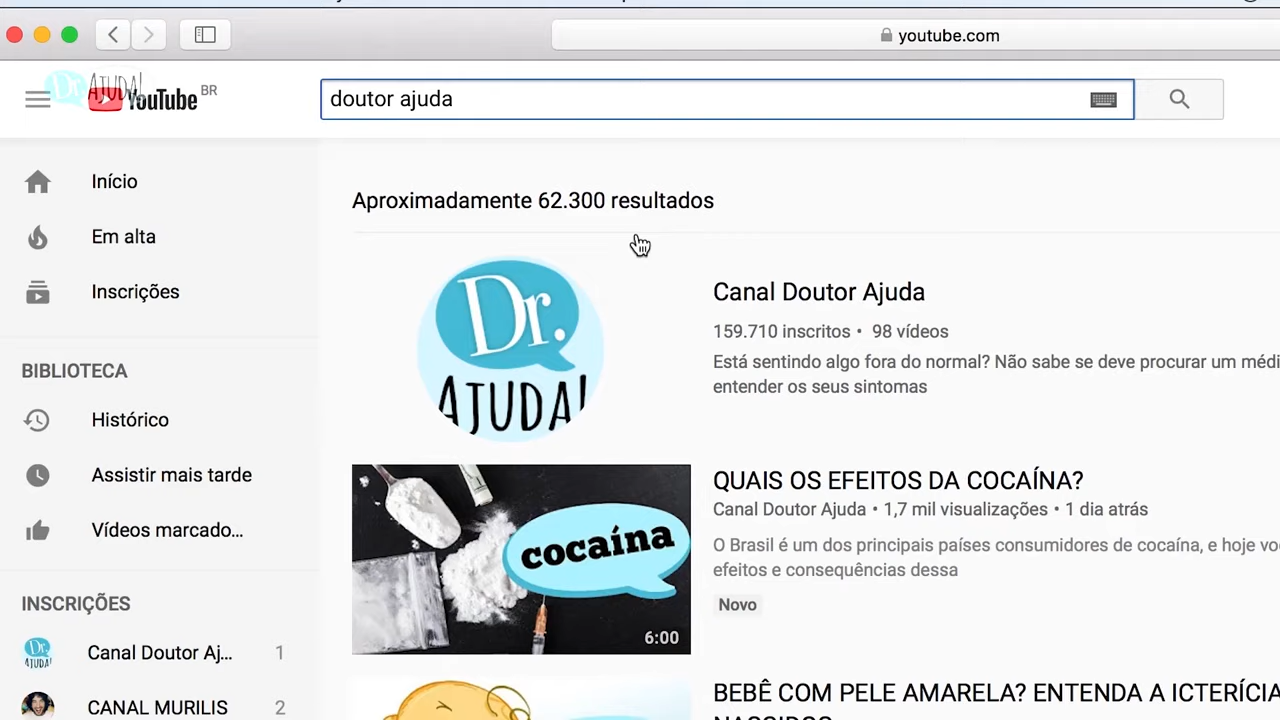 youtube.com
Dr. AJUDA!
YouTube BR
doutor ajuda
Início
Em alta
Inscrições
BIBLIOTECA
Histórico
Assistir mais tarde
Vídeos marcado...
INSCRIÇÕES
Canal Doutor Aj... 1
CANAL MURILIS 2
Aproximadamente 62.300 resultados
Dr.
AJUDA!
Canal Doutor Ajuda
159.710 inscritos • 98 vídeos
Está sentindo algo fora do normal? Não sabe se deve procurar um médi
entender os seus sintomas
cocaína
6:00
QUAIS OS EFEITOS DA COCAÍNA?
Canal Doutor Ajuda • 1,7 mil visualizações • 1 dia atrás
O Brasil é um dos principais países consumidores de cocaína, e hoje vo
efeitos e consequências dessa
Novo
BEBÊ COM PELE AMARELA? ENTENDA A ICTERÍCIA